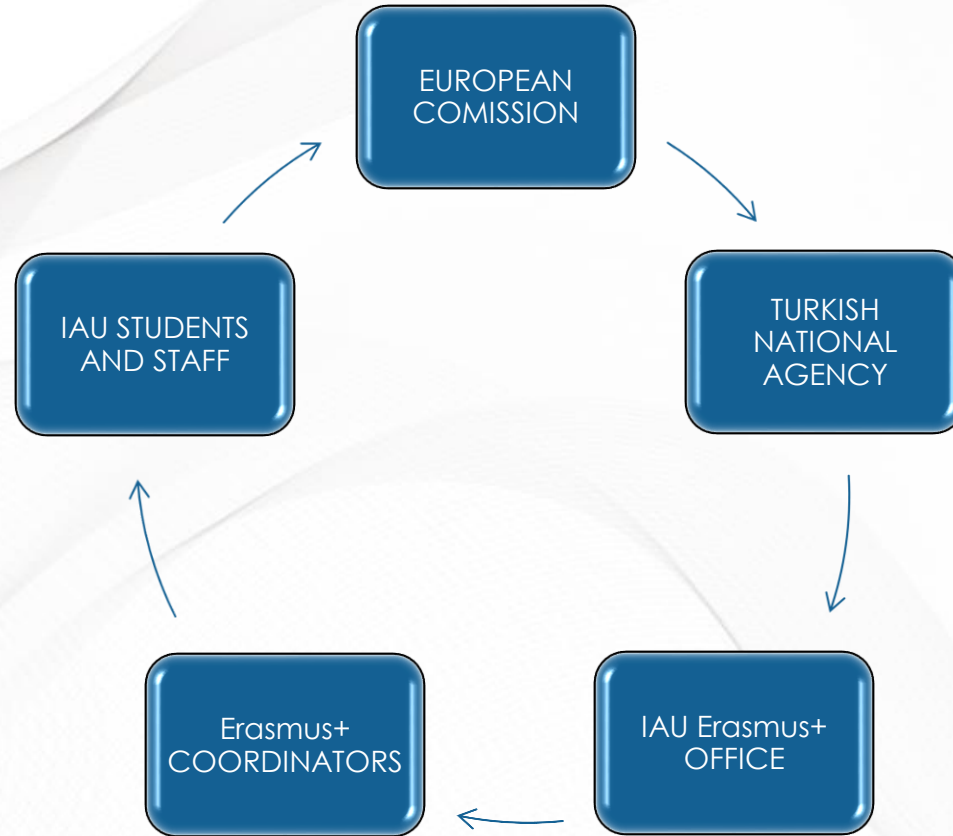 EUROPEAN
COMISSION
TURKISH
NATIONAL
AGENCY
IAU Erasmus+
OFFICE
Erasmus+
COORDINATORS
IAU STUDENTS
AND STAFF